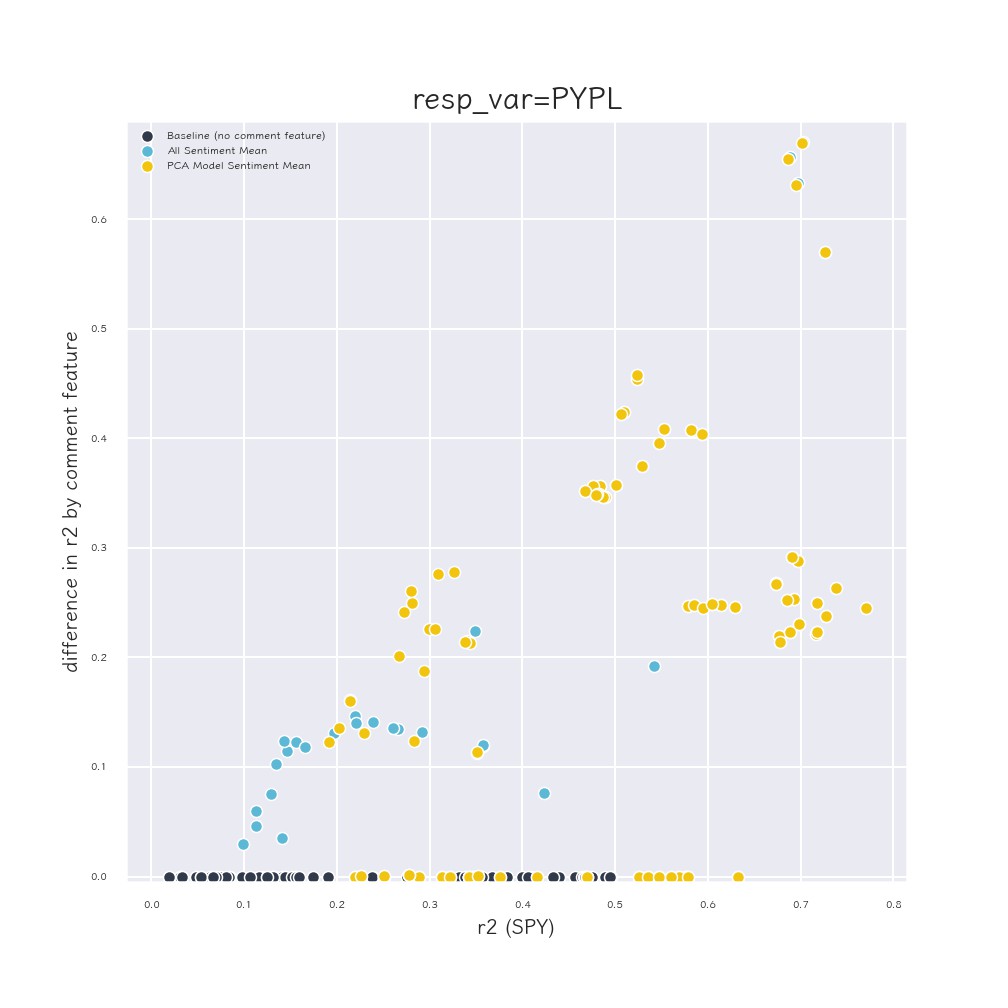 resp_var=PYPL
Baseline (no comment feature)
All Sentiment Mean
PCA Model Sentiment Mean
difference in r2 by comment feature
0.6
0.5
0.4
0.3
0.2
0.1
0.0
0.0 0.1 0.2 0.3 0.4 0.5 0.6 0.7 0.8
r2 (SPY)